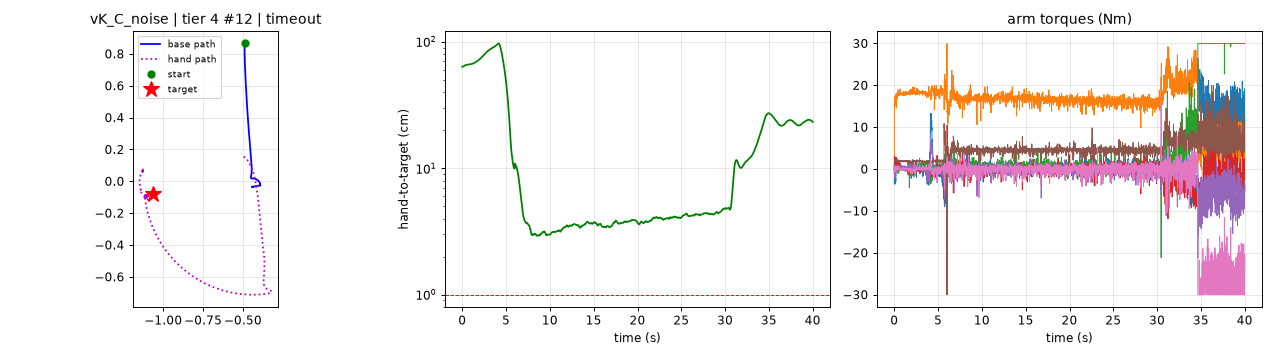 vK_C_noise | tier 4 #12 | timeout
base path
hand path
start
target
0.8
0.6
0.4
0.2
0.0
−0.2
−0.4
−0.6
−1.00 −0.75 −0.50
hand-to-target (cm)
10²
10¹
10⁰
0 5 10 15 20 25 30 35 40
time (s)
arm torques (Nm)
30
20
10
0
−10
−20
−30
0 5 10 15 20 25 30 35 40
time (s)